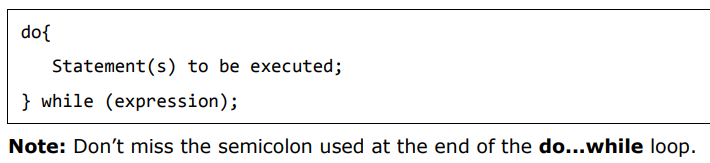 do{
Statement(s) to be executed;
} while (expression);
Note: Don’t miss the semicolon used at the end of the do...while loop.